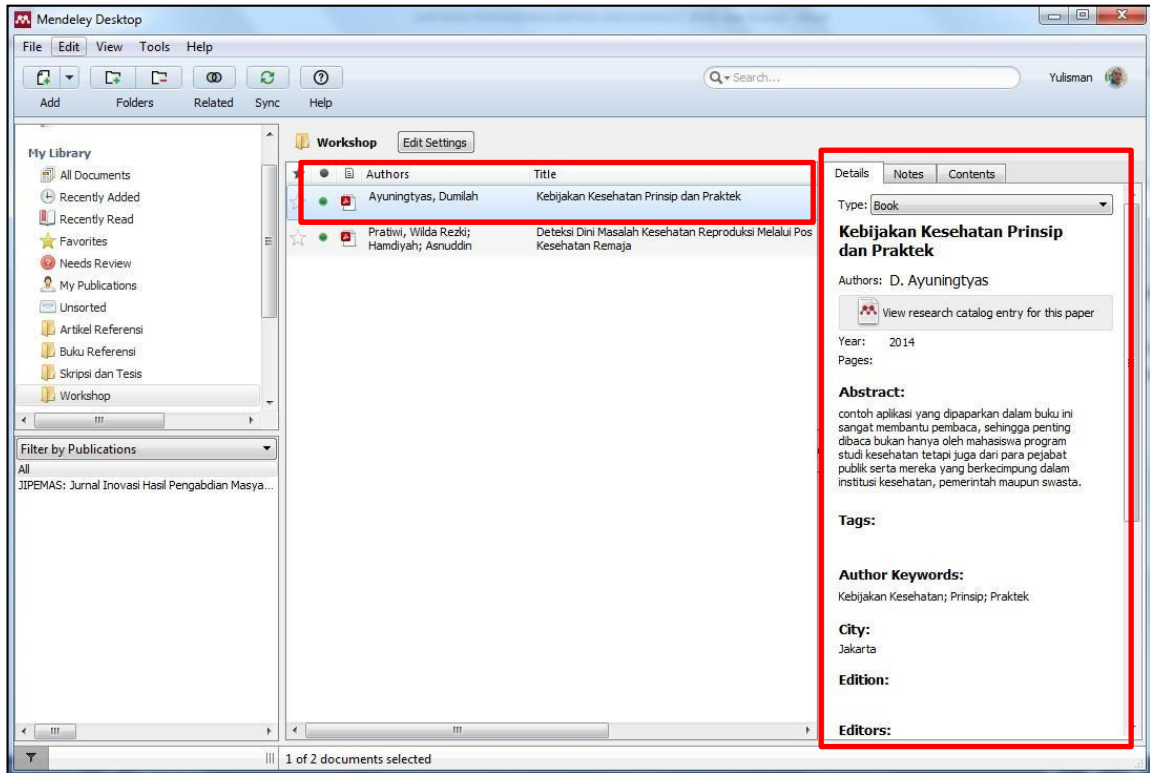 Mendeley Desktop
File Edit View Tools Help
Search...
Yulisman
Add Folders Related Sync Help
My Library
All Documents
Recently Added
Recently Read
Favorites
Needs Review
My Publications
Unsorted
Artikel Referensi
Buku Referensi
Skripsi dan Tesis
Workshop
Filter by Publications
All
JIPEMAS: Jurnal Inovasi Hasil Pengabdian Masya...
Workshop Edit Settings
Authors Title
Ayuningtyas, Dumilah Kebijakan Kesehatan Prinsip dan Praktek
Pratiwi, Wilda Rezki; Deteksi Dini Masalah Kesehatan Reproduksi Melalui Pos
Hamdiyah; Asnuddin Kesehatan Remaja
Details Notes Contents
Type: Book
Kebijakan Kesehatan Prinsip
dan Praktek
Authors: D. Ayuningtyas
View research catalog entry for this paper
Year: 2014
Pages:
Abstract:
contoh aplikasi yang dipaparkan dalam buku ini
sangat membantu pembaca, sehingga penting
dibaca bukan hanya oleh mahasiswa program
studi kesehatan tetapi juga dari para pejabat
publik serta mereka yang berkecimpung dalam
institusi kesehatan, pemerintah maupun swasta.
Tags:
Author Keywords:
Kebijakan Kesehatan; Prinsip; Praktek
City:
Jakarta
Edition:
Editors:
1 of 2 documents selected